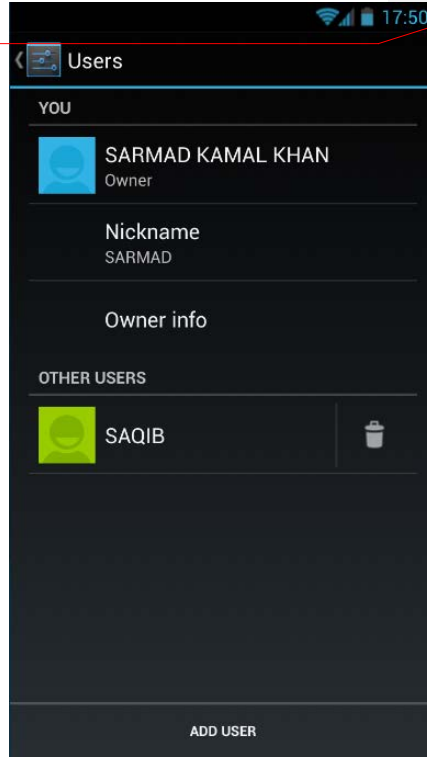 17:50
Users
YOU
SARMAD KAMAL KHAN
Owner
Nickname
SARMAD
Owner info
OTHER USERS
SAQIB
ADD USER